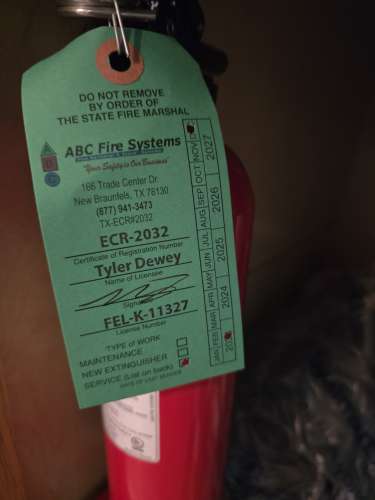 DO NOT REMOVE
BY ORDER OF
THE STATE FIRE MARSHAL
ABC Fire Systems
"Your Safety is Our Business"
186 Trade Center Dr.
New Braunfels, TX 78130
(877) 941-3473
TX-ECR#2032
ECR-2032
Certificate of Registration Number
Tyler Dewey
Name of Licensee
FEL-K-11327
License Number
TYPE OF WORK
MAINTENANCE
NEW EXTINGUISHER
SERVICE (List on back)
JAN FEB MAR APR MAY JUN JUL AUG SEP OCT NOV
2024 2025 2026 2027